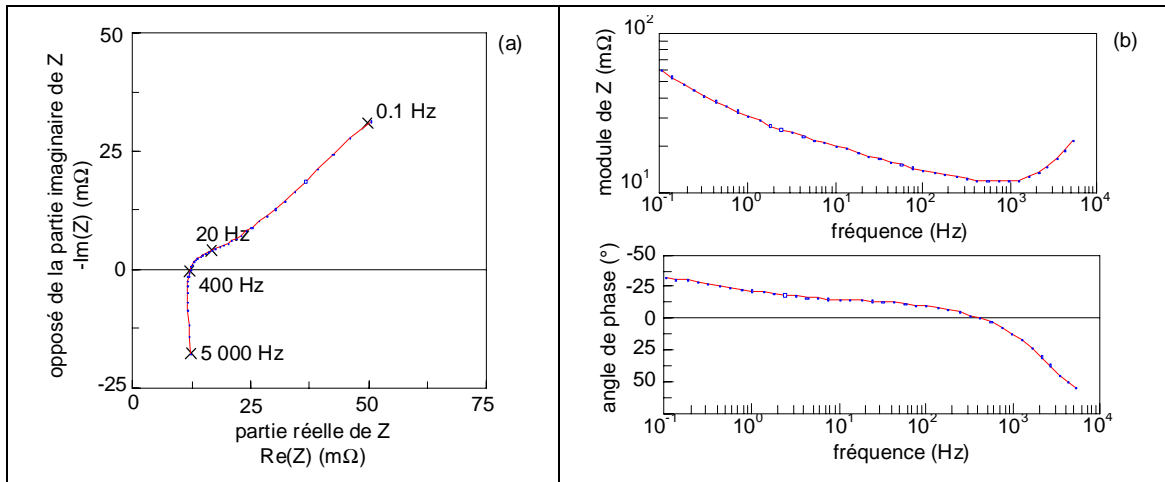 (a)
opposé de la partie imaginaire de Z
-Im(Z) (mΩ)
50
25
0
-25
0.1 Hz
20 Hz
400 Hz
5 000 Hz
0
25
50
75
partie réelle de Z
Re(Z) (mΩ)
(b)
module de Z (mΩ)
10²
10¹
10⁻¹
10⁰
10¹
10²
10³
10⁴
fréquence (Hz)
angle de phase (°)
-50
-25
0
25
50
10⁻¹
10⁰
10¹
10²
10³
10⁴
fréquence (Hz)